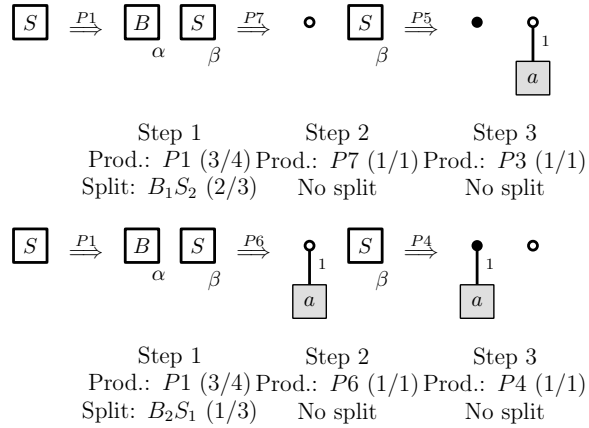 S P1 ⟹ B α S β P7 ⟹ S β P5 ⟹ 1 a
Step 1 Step 2 Step 3
Prod.: P1 (3/4) Prod.: P7 (1/1) Prod.: P3 (1/1)
Split: B₁S₂ (2/3) No split No split
S P1 ⟹ B α S β P6 ⟹ 1 a S β P4 ⟹ 1 a
Step 1 Step 2 Step 3
Prod.: P1 (3/4) Prod.: P6 (1/1) Prod.: P4 (1/1)
Split: B₂S₁ (1/3) No split No split